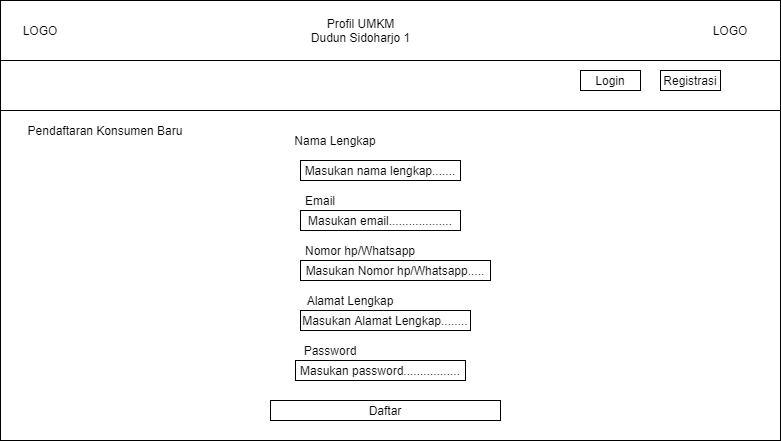 LOGO
Profil UMKM
Dudun Sidoharjo 1
LOGO
Login
Registrasi
Pendaftaran Konsumen Baru
Nama Lengkap
Masukan nama lengkap.......
Email
Masukan email...................
Nomor hp/Whatsapp
Masukan Nomor hp/Whatsapp.....
Alamat Lengkap
Masukan Alamat Lengkap........
Password
Masukan password.................
Daftar